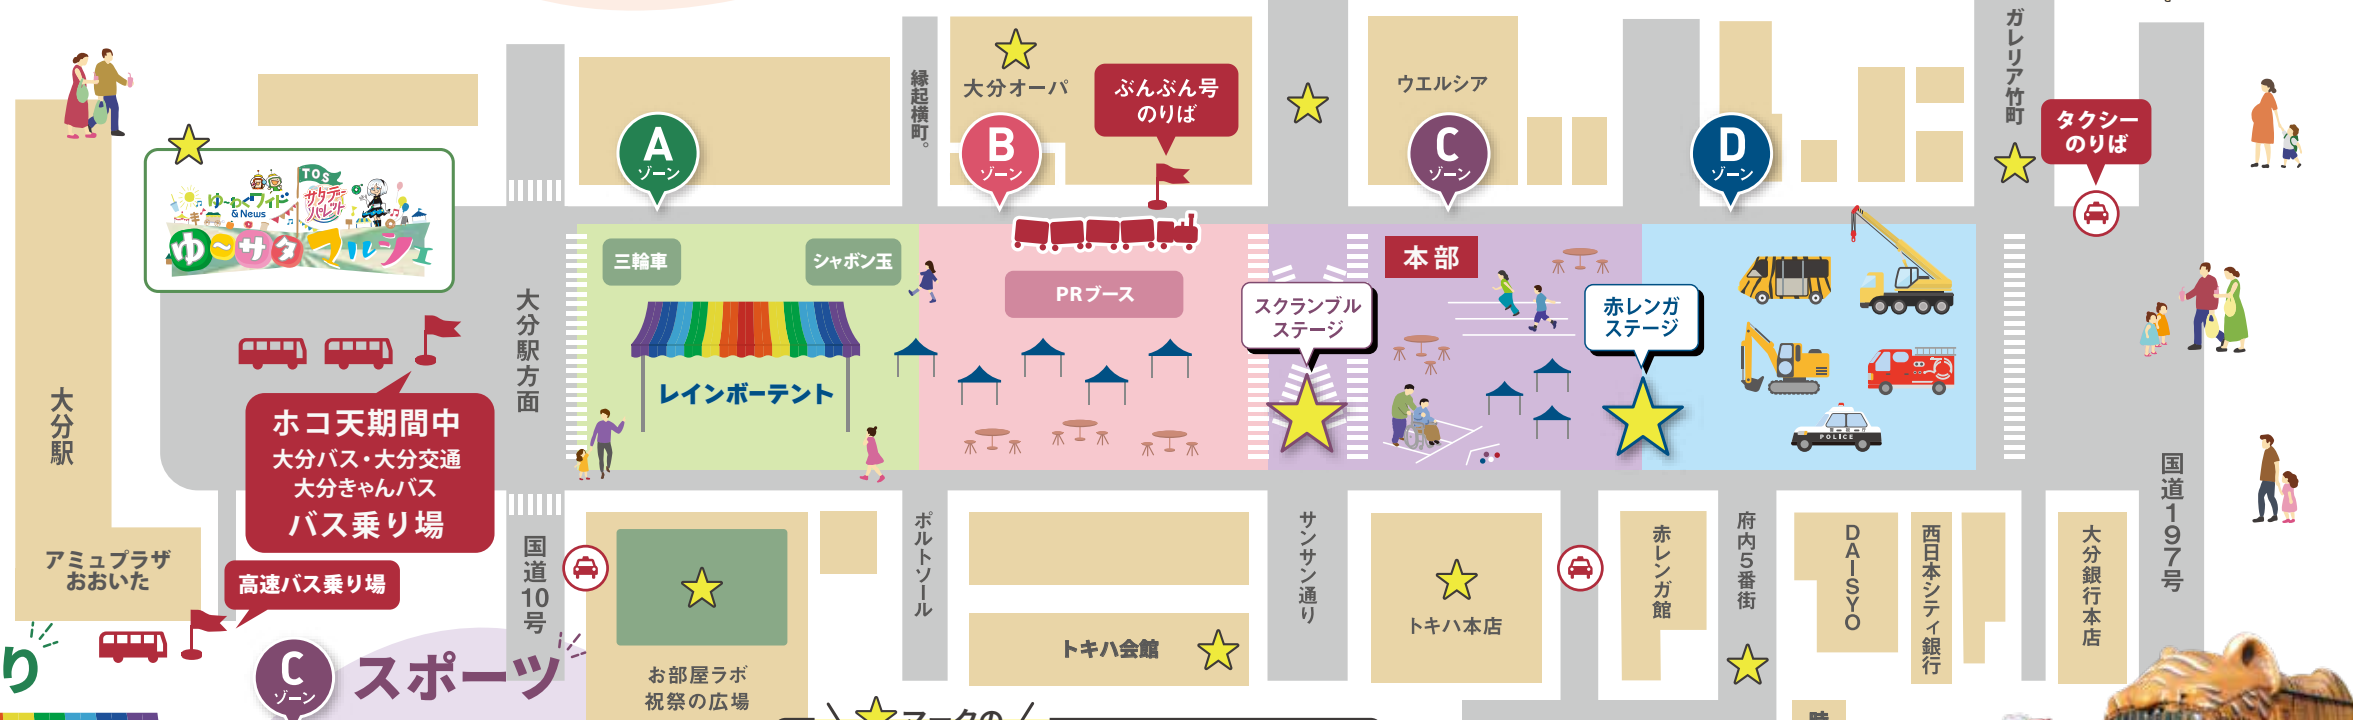 ガレリア竹町
縁起横町。
大分オーパ
ぶんぶん号
のりば
ウエルシア
タクシー
のりば
A
ゾーン
B
ゾーン
C
ゾーン
D
ゾーン
TOS
ゆ〜わくワイド
& News
サタデー
パレット
ゆ〜サタマルシェ
三輪車
シャボン玉
PRブース
本部
スクランブル
ステージ
赤レンガ
ステージ
大分駅方面
レインボーテント
POLICE
大分駅
ホコ天期間中
大分バス・大分交通
大分きゃんバス
バス乗り場
アミュプラザ
おおいた
高速バス乗り場
国道10号
ポルトソール
サンサン通り
トキハ本店
赤レンガ館
府内5番街
DAISYO
西日本シティ銀行
大分銀行本店
国道197号
トキハ会館
お部屋ラボ
祝祭の広場
り
C
ゾーン
スポーツ
マークの